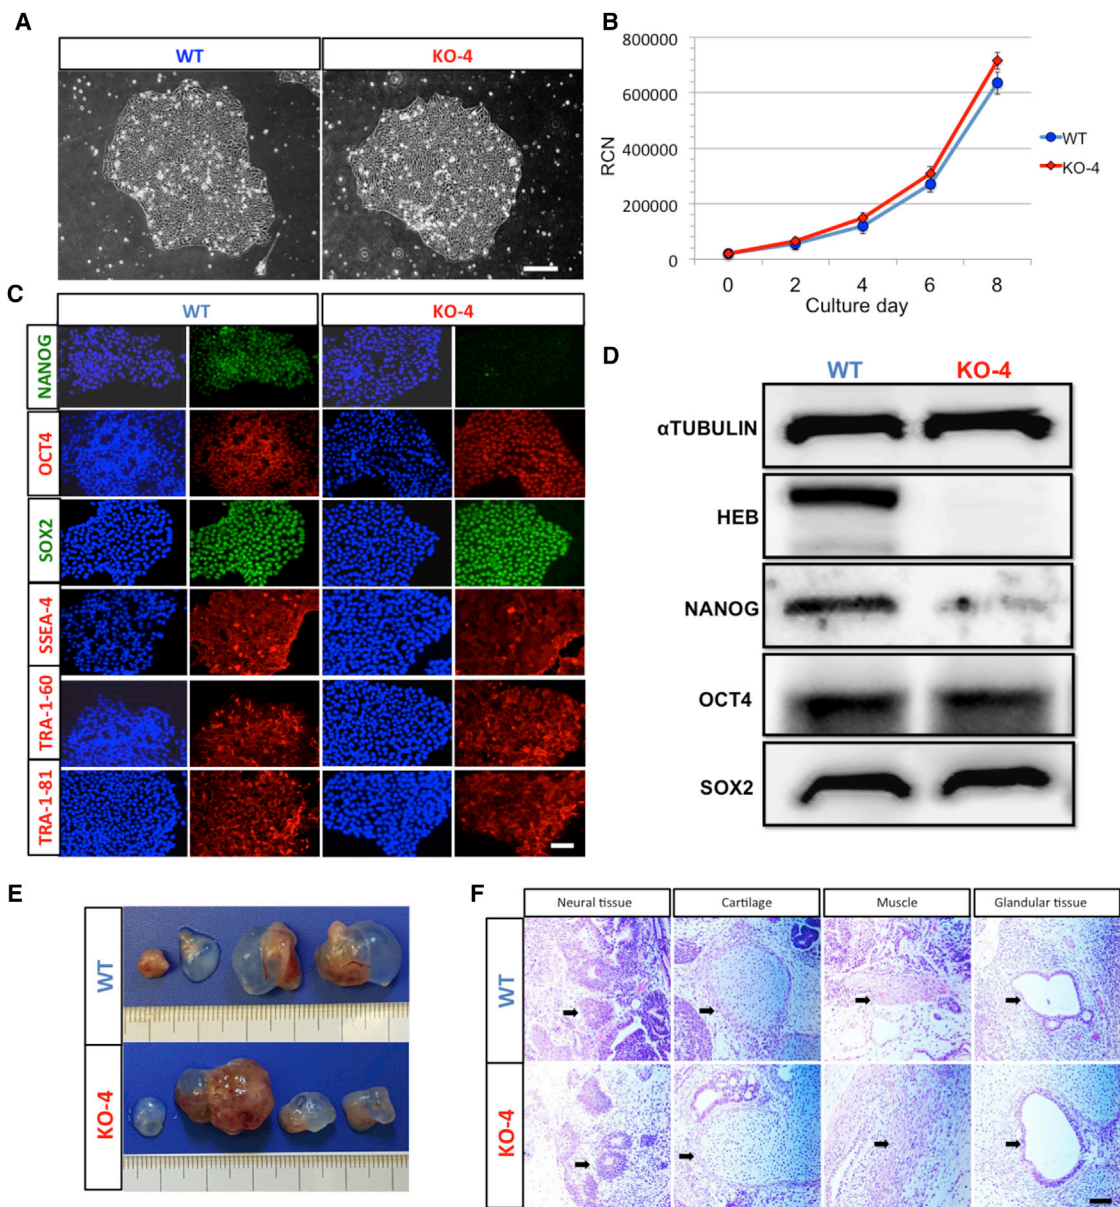 A
WT
KO-4
B
800000
600000
400000
200000
0
RCN
0 2 4 6 8
Culture day
WT
KO-4
C
WT
KO-4
NANOG
OCT4
SOX2
SSEA-4
TRA-1-60
TRA-1-81
D
WT
KO-4
αTUBULIN
HEB
NANOG
OCT4
SOX2
E
WT
KO-4
F
Neural tissue
Cartilage
Muscle
Glandular tissue
WT
KO-4